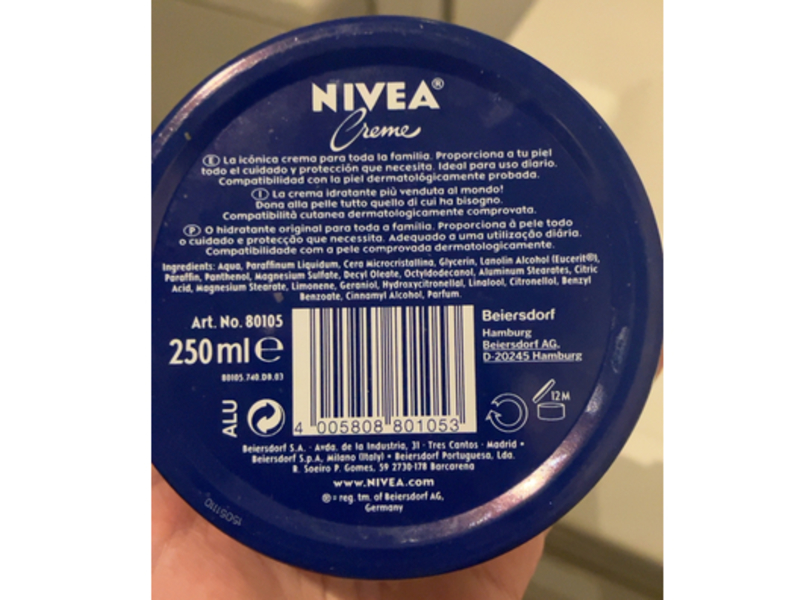 NIVEA®
Creme
E La icónica crema para toda la familia. Proporciona a tu piel
todo el cuidado y protección que necesita. Ideal para uso diario.
Compatibilidad con la piel dermatológicamente probada.
I La crema idratante più venduta al mondo!
Dona alla pelle tutto quello di cui ha bisogno.
Compatibilità cutanea dermatologicamente comprovata.
P O hidratante original para toda a família. Proporciona à pele todo
o cuidado e protecção que necessita. Adequado a uma utilização diária.
Compatibilidade com a pele comprovada dermatologicamente.
Ingredients: Aqua, Paraffinum Liquidum, Cera Microcristallina, Glycerin, Lanolin Alcohol (Eucerit®),
Paraffin, Panthenol, Magnesium Sulfate, Decyl Oleate, Octyldodecanol, Aluminum Stearates, Citric
Acid, Magnesium Stearate, Limonene, Geraniol, Hydroxycitronellal, Linalool, Citronellol, Benzyl
Benzoate, Cinnamyl Alcohol, Parfum.
Art. No. 80105
250 ml e
80105.740.D0.03
ALU
4 005808 801053
Beiersdorf
Hamburg
Beiersdorf AG,
D-20245 Hamburg
12 M
Beiersdorf S.A. · Avda. de la Industria, 31 · Tres Cantos · Madrid •
Beiersdorf S.p.A, Milano (Italy) • Beiersdorf Portuguesa, Lda.
R. Soeiro P. Gomes, 59 2730-178 Barcarena
www.NIVEA.com
® = reg. tm. of Beiersdorf AG,
Germany